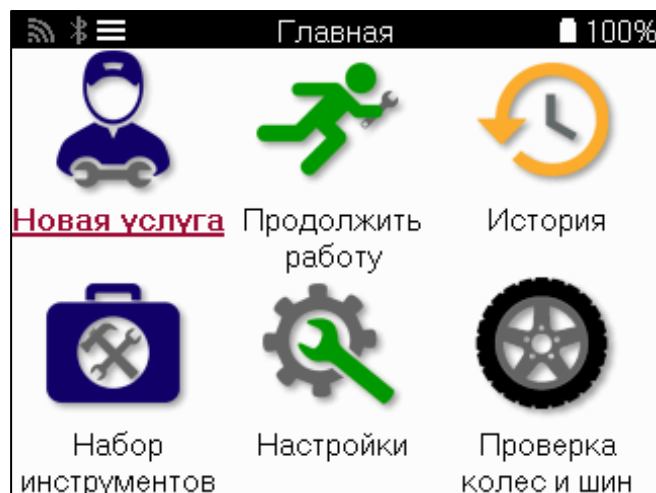 Главная 100%
Новая услуга Продолжить работу История
Набор инструментов Настройки Проверка колес и шин